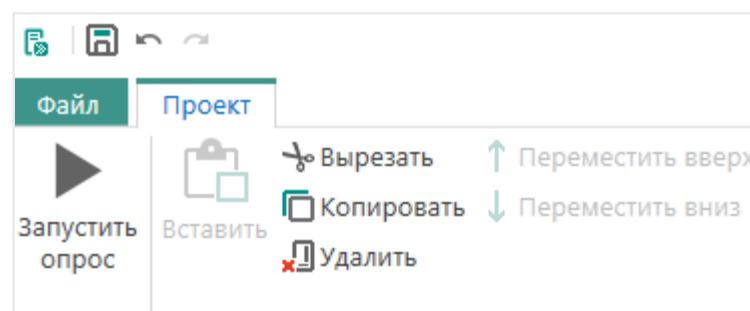 Файл Проект
Запустить опрос
Вставить
Вырезать
Копировать
Удалить
Переместить вверх
Переместить вниз